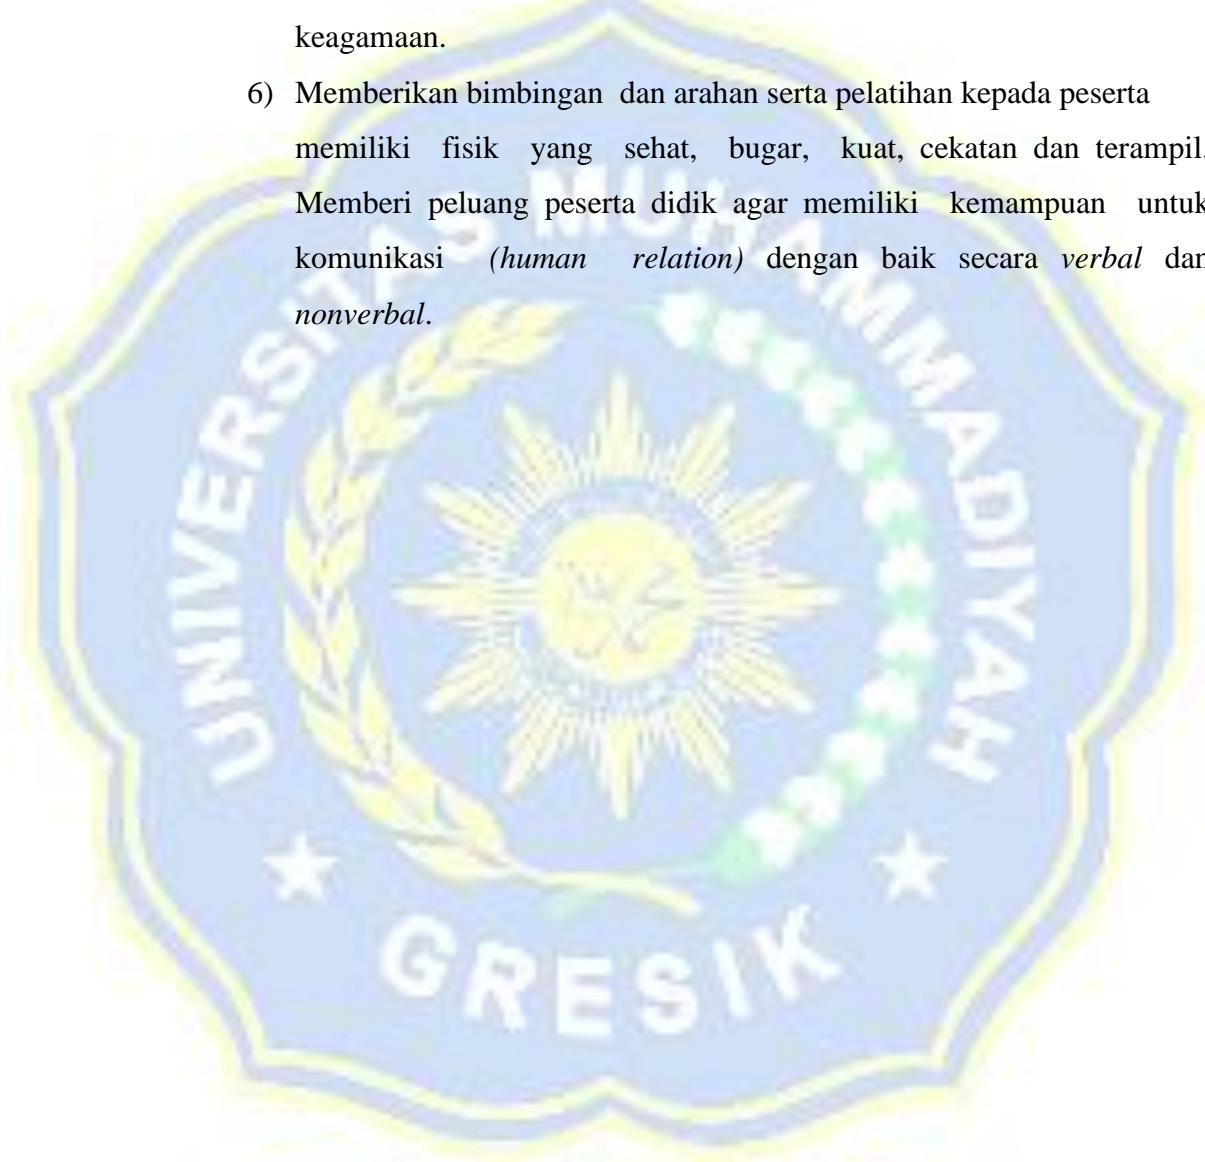 keagamaan.
6) Memberikan bimbingan dan arahan serta pelatihan kepada peserta
memiliki fisik yang sehat, bugar, kuat, cekatan dan terampil.
Memberi peluang peserta didik agar memiliki kemampuan untuk
komunikasi (human relation) dengan baik secara verbal dan
nonverbal.
UNIVERSITAS MUHAMMADIYAH
GRESIK